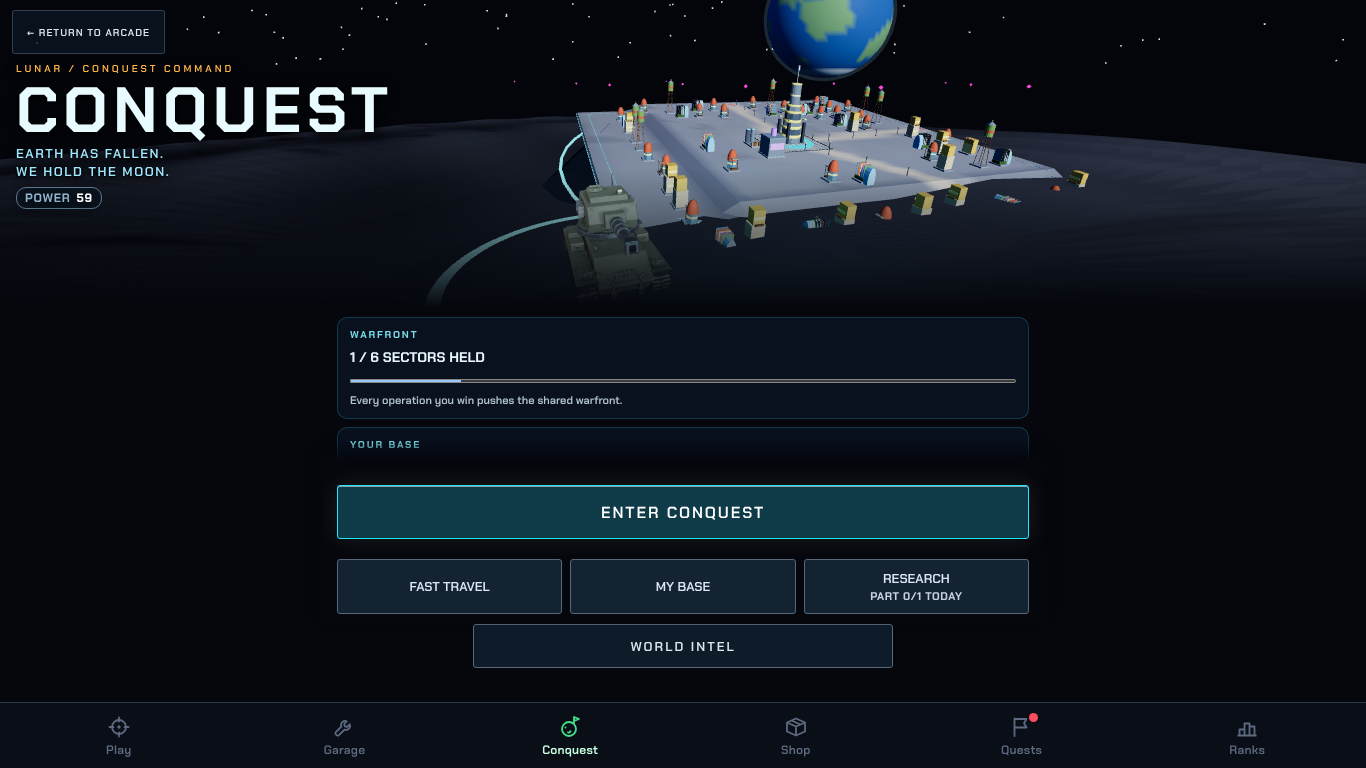 ← RETURN TO ARCADE
LUNAR / CONQUEST COMMAND
CONQUEST
EARTH HAS FALLEN.
WE HOLD THE MOON.
POWER 59
WARFRONT
1 / 6 SECTORS HELD
Every operation you win pushes the shared warfront.
YOUR BASE
ENTER CONQUEST
FAST TRAVEL
MY BASE
RESEARCH
PART 0/1 TODAY
WORLD INTEL
Play
Garage
Conquest
Shop
Quests
Ranks